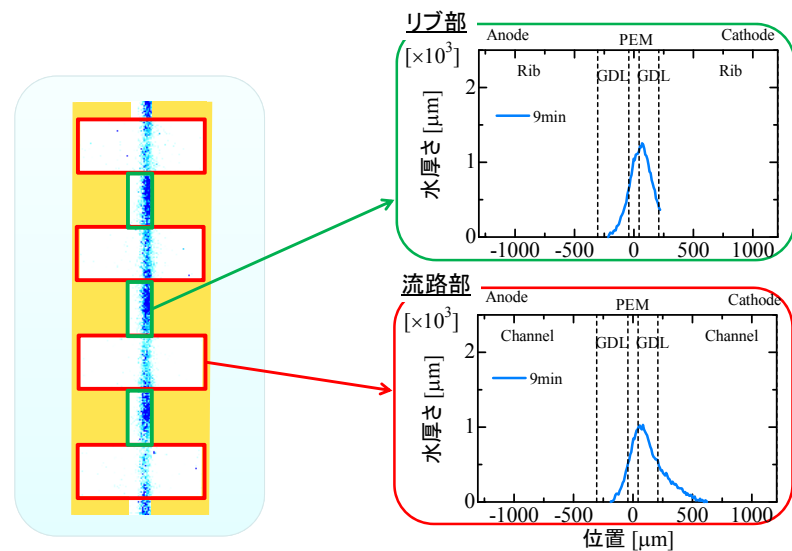 リブ部
Anode Cathode
PEM
[×10³]
Rib GDL GDL Rib
水厚さ [μm]
2
1
0
9min
-1000 -500 0 500 1000
流路部
Anode Cathode
PEM
[×10³]
Channel GDL GDL Channel
水厚さ [μm]
2
1
0
9min
-1000 -500 0 500 1000
位置 [μm]